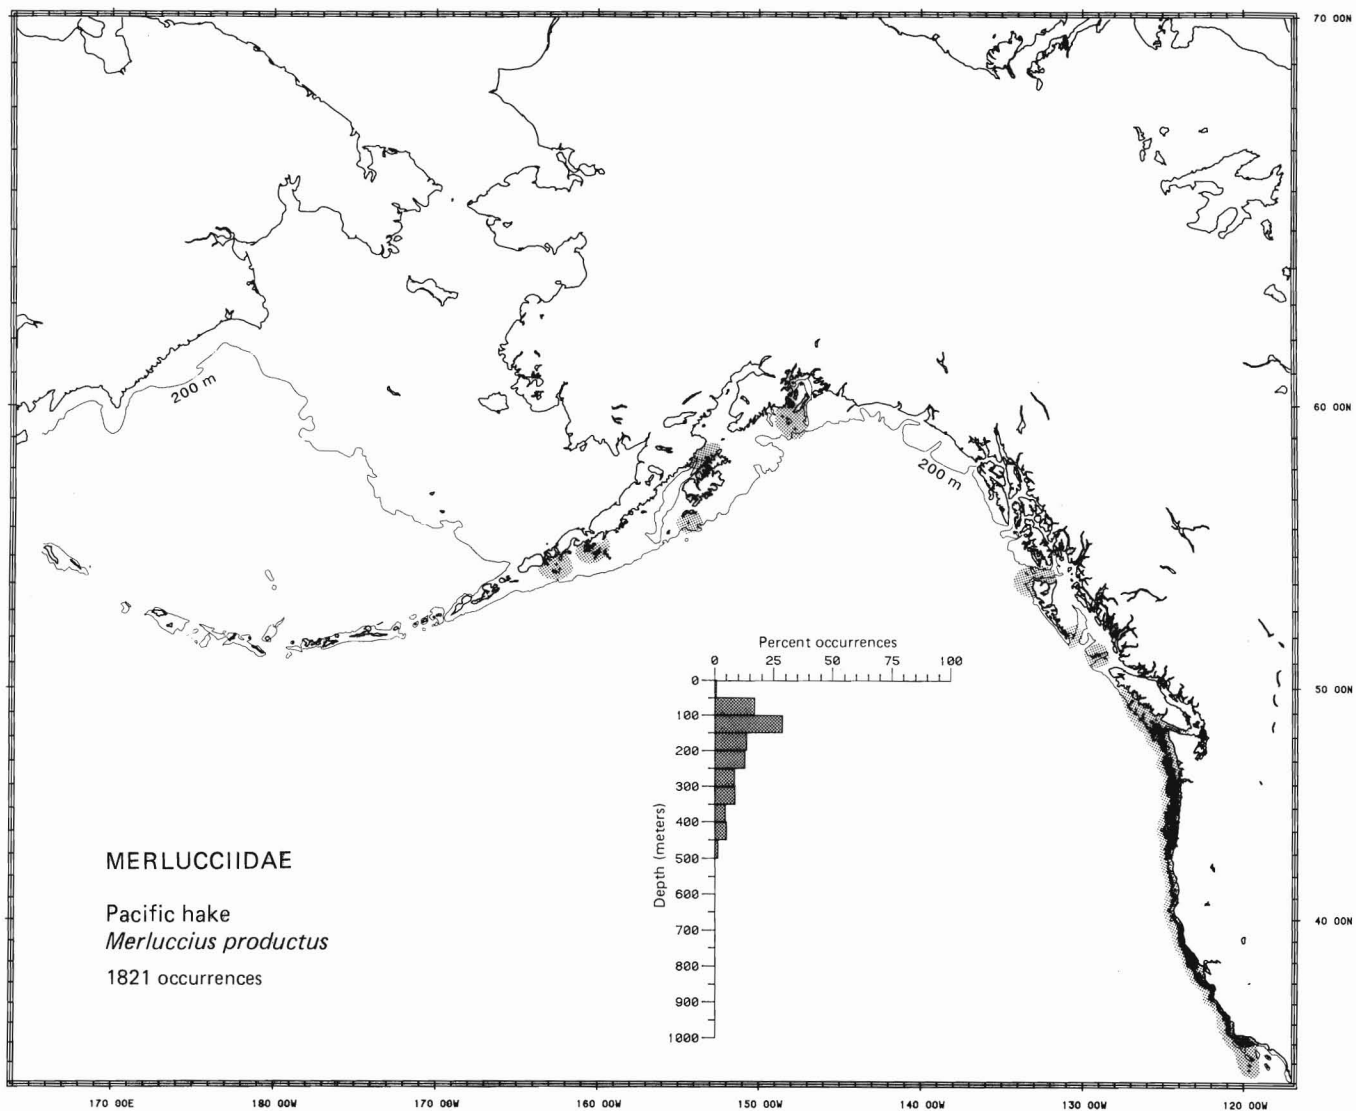 70 00N
200 m
60 00N
200 m
Percent occurrences
0 25 50 75 100
0
50 00N
100
200
300
400
500
600
700
800
900
1000
Depth (meters)
MERLUCCIIDAE
Pacific hake
Merluccius productus
1821 occurrences
40 00N
170 00E 180 00W 170 00W 160 00W 150 00W 140 00W 130 00W 120 00W